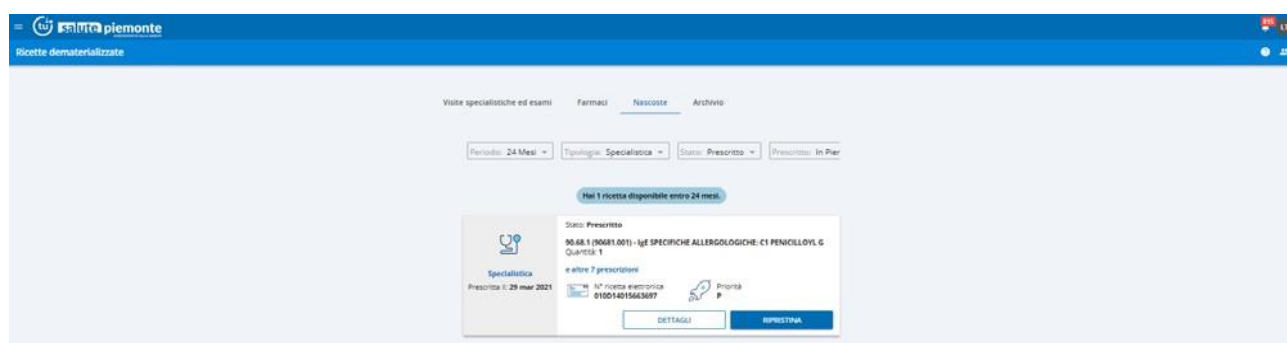 tu salute piemonte
Ricette dematerializzate
Visite specialistiche ed esami Farmaci Nascoste Archivio
Periodo: 24 Mesi Tipologia: Specialistica Stato: Prescritto Prescritto: In Pier
Hai 1 ricetta disponibile entro 24 mesi.
Stato: Prescritto
90.68.1 (90681.001) - IgE SPECIFICHE ALLERGOLOGICHE: C1 PENICILLOYL G
Quantità: 1
e altre 7 prescrizioni
Specialistica
Prescritta il: 29 mar 2021
N° ricetta elettronica
010D14015663697
Priorità
P
DETTAGLI RIPRISTINA